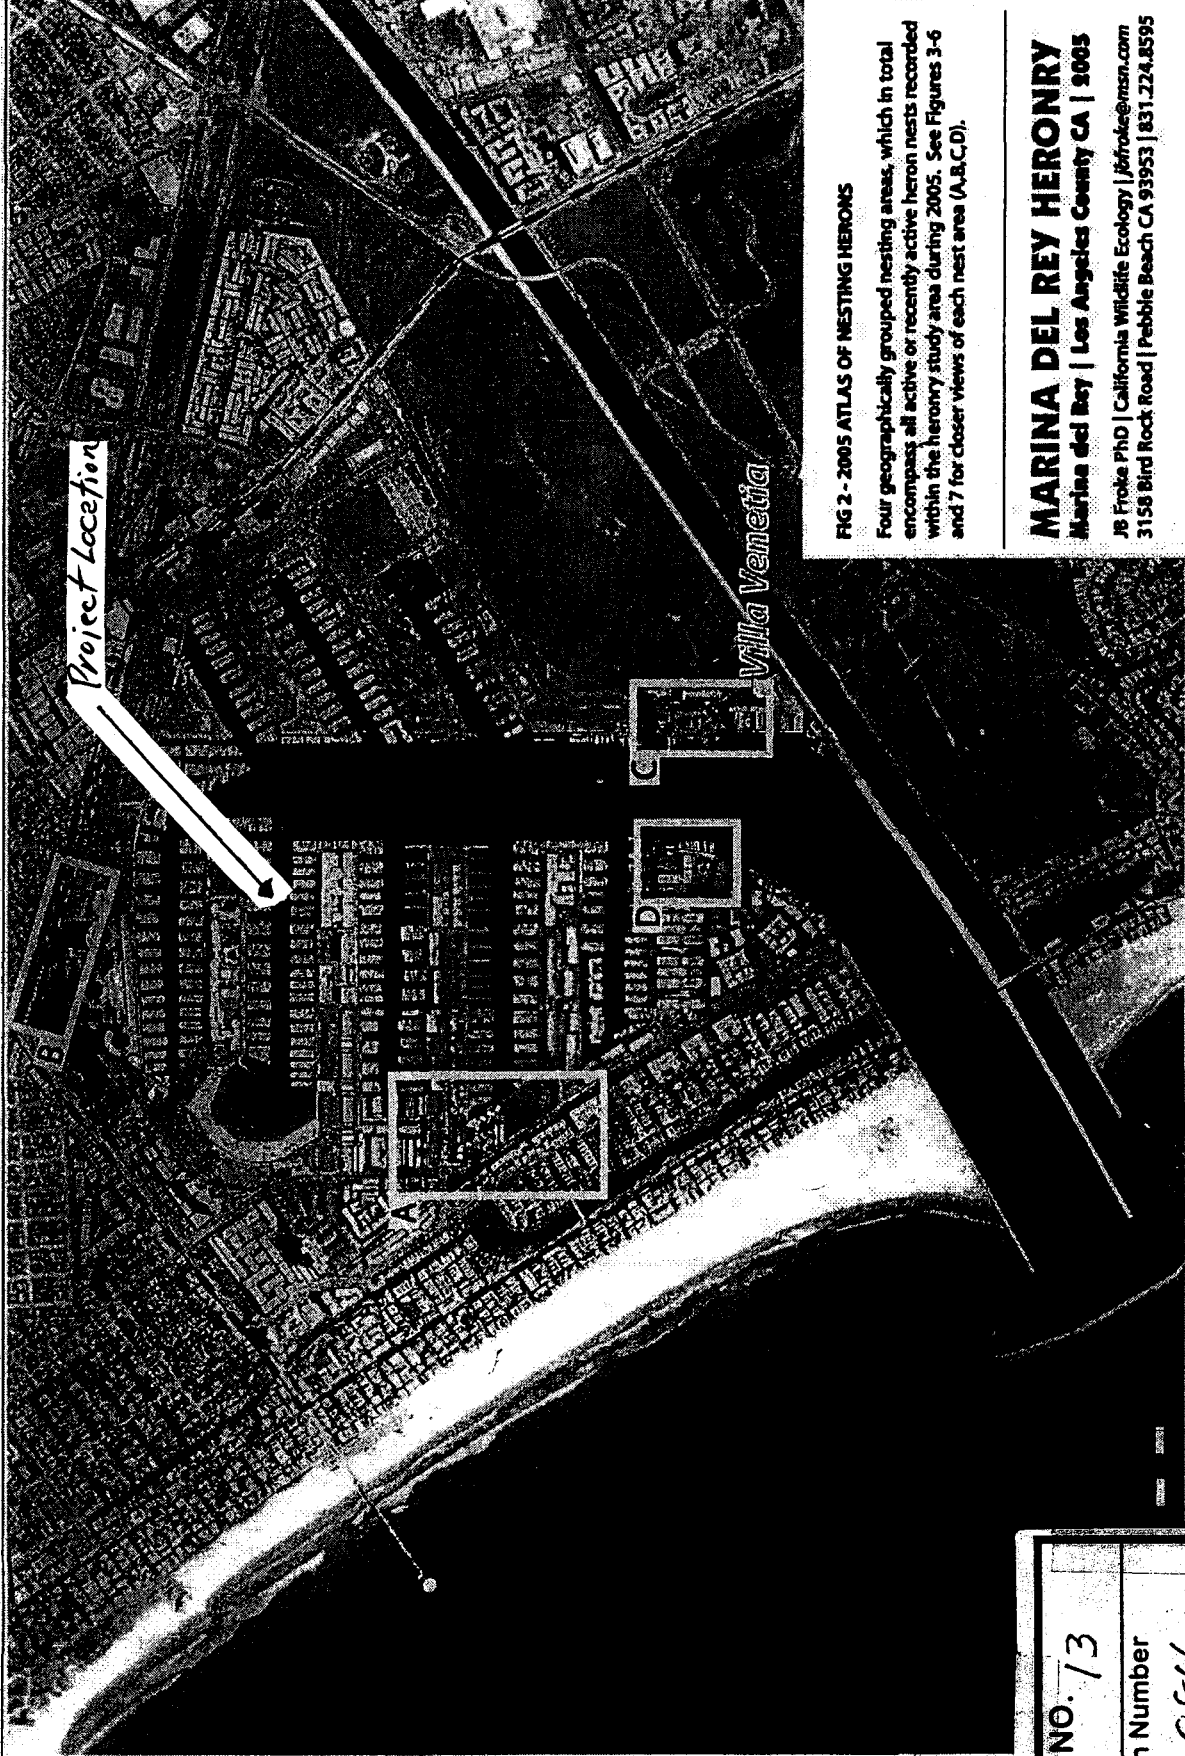 Project Location
B
A
C
D
Villa Venetia
FIG 2 - 2005 ATLAS OF NESTING HERONS
Four geographically grouped nesting areas, which in total
encompass all active or recently active heron nests recorded
within the heronry study area during 2005. See Figures 3-6
and 7 for closer views of each nest area (A,B,C,D).
MARINA DEL REY HERONRY
Marina del Rey | Los Angeles County CA | 2005
JB Froke PhD | California Wildlife Ecology | jbfroke@msn.com
3158 Bird Rock Road | Pebble Beach CA 93953 | 831.224.8595
NO. 13
n Number